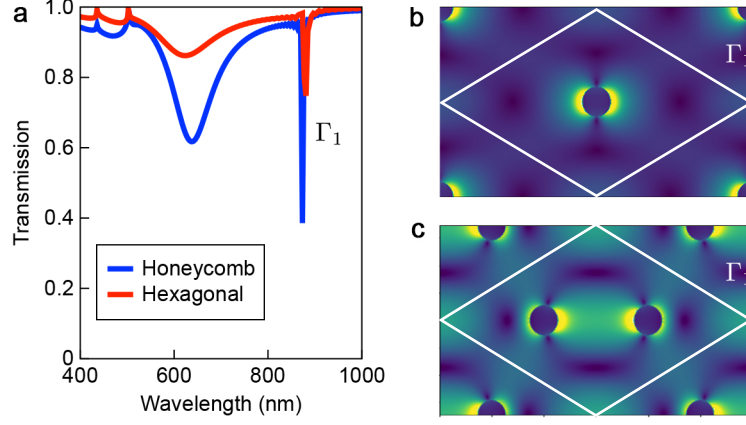 a
1.0
0.8
0.6
0.4
0.2
0
400
600
800
1000
Transmission
Wavelength (nm)
Γ₁
Honeycomb
Hexagonal
b
c